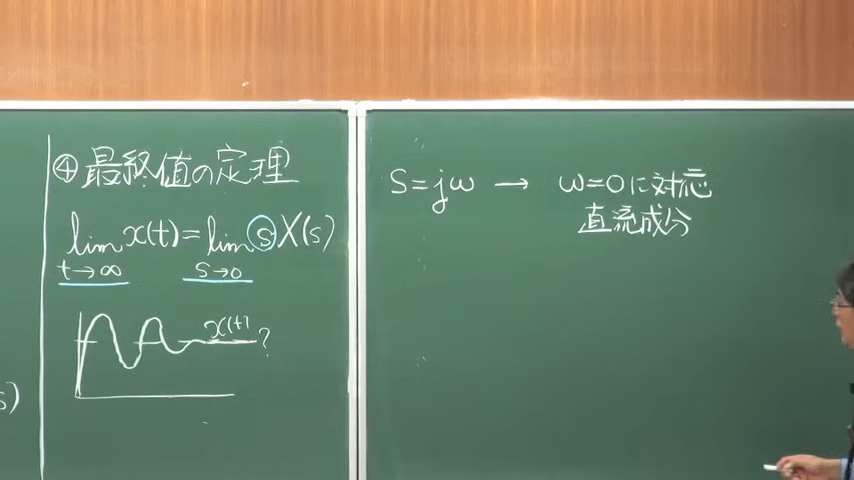 ④最終値の定理
lim x(t)=lim ⓢX(s)
t→∞ s→0
x(t)
?
s)
S=jω → ω=0に対応
直流成分